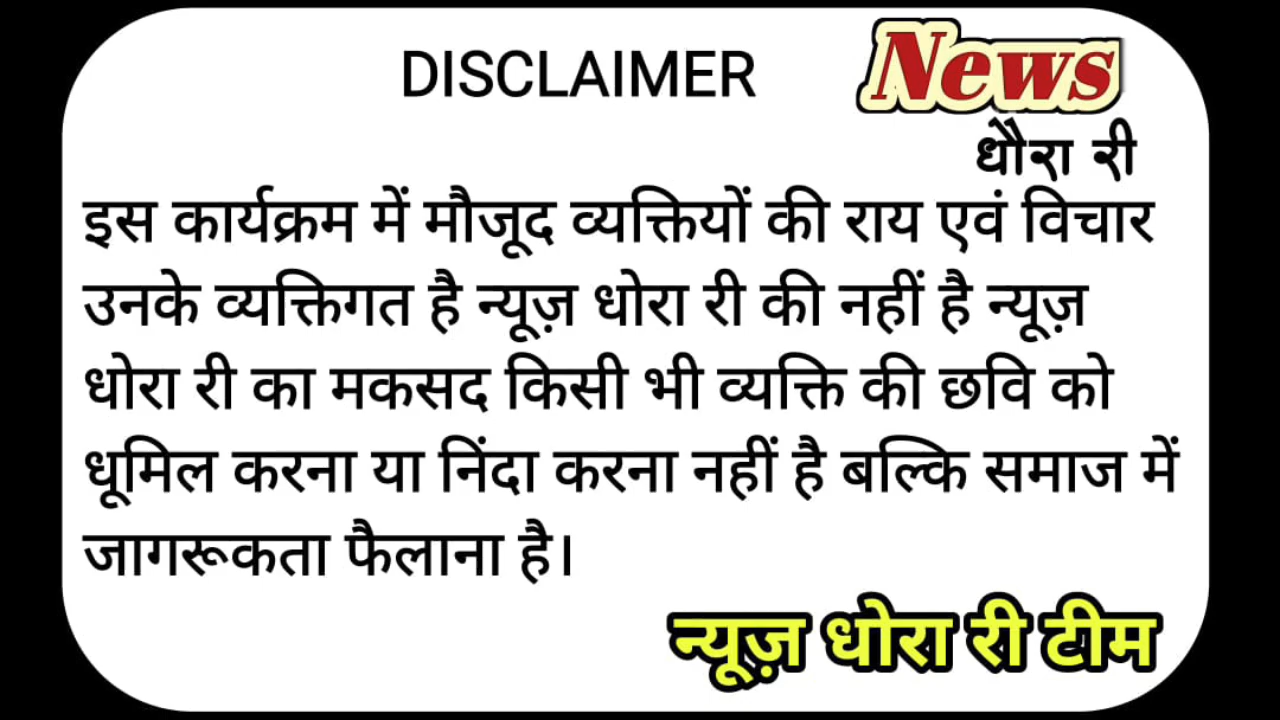 DISCLAIMER
News
धौरा री
इस कार्यक्रम में मौजूद व्यक्तियों की राय एवं विचार
उनके व्यक्तिगत है न्यूज़ धोरा री की नहीं है न्यूज़
धोरा री का मकसद किसी भी व्यक्ति की छवि को
धूमिल करना या निंदा करना नहीं है बल्कि समाज में
जागरूकता फैलाना है।
न्यूज़ धोरा री टीम